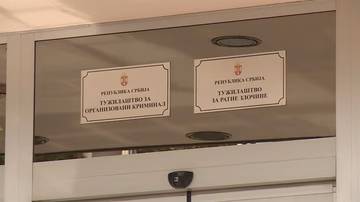 РЕПУБЛИКА СРБИЈА
ТУЖИЛАШТВО ЗА
ОРГАНИЗОВАНИ КРИМИНАЛ
РЕПУБЛИКА СРБИЈА
ТУЖИЛАШТВО
ЗА РАТНЕ ЗЛОЧИНЕ